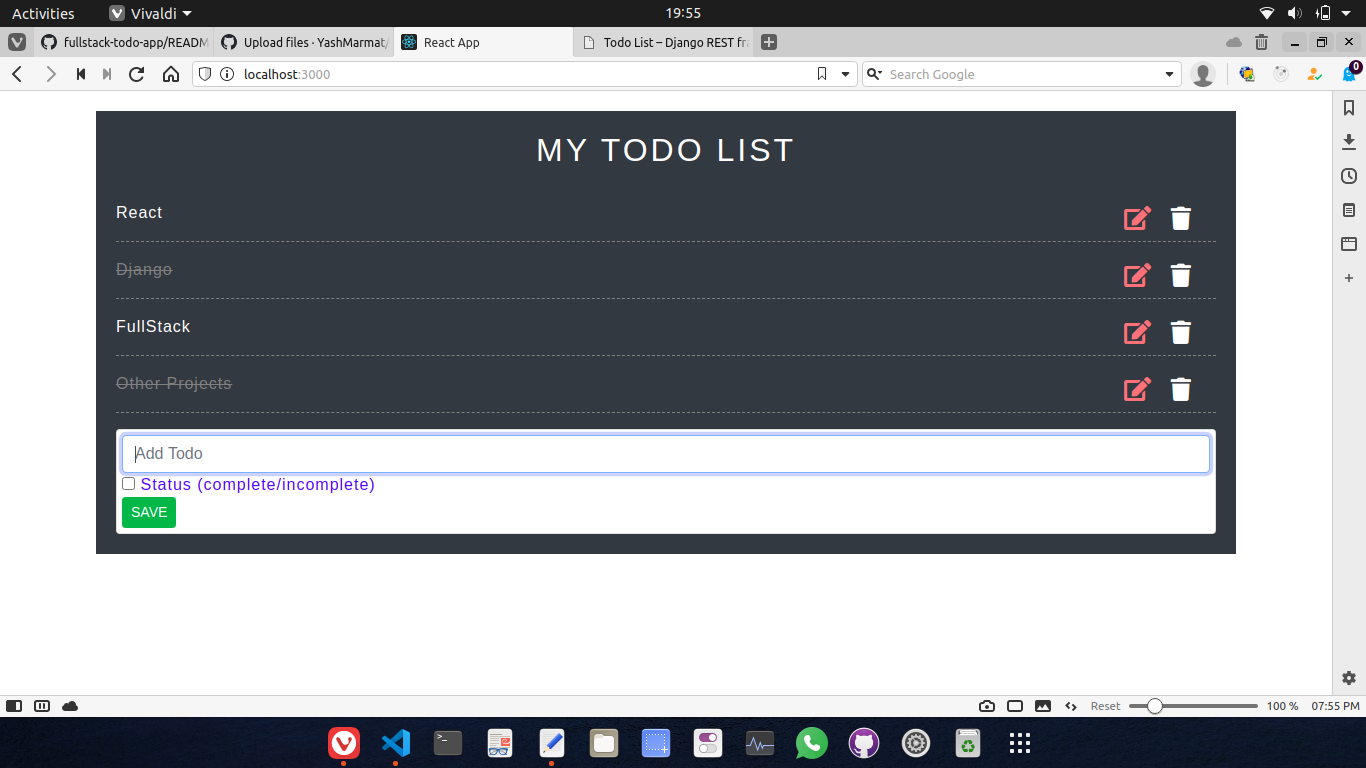 Activities
Vivaldi
19:55
fullstack-todo-app/READM
Upload files · YashMarmat/
React App
Todo List – Django REST fra
localhost:3000
Search Google
0
MY TODO LIST
React
Django
FullStack
Other Projects
Add Todo
Status (complete/incomplete)
SAVE
Reset
100 %
07:55 PM